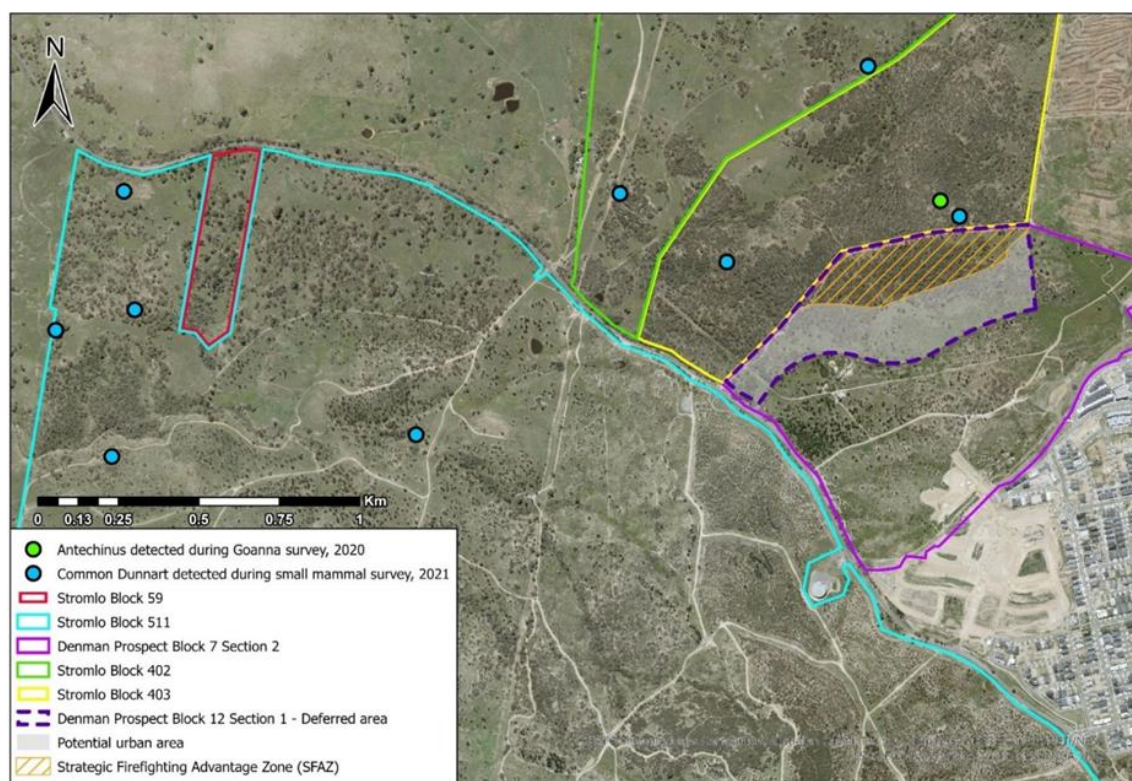 N
Km
0 0.13 0.25 0.5 0.75 1
Antechinus detected during Goanna survey, 2020
Common Dunnart detected during small mammal survey, 2021
Stromlo Block 59
Stromlo Block 511
Denman Prospect Block 7 Section 2
Stromlo Block 402
Stromlo Block 403
Denman Prospect Block 12 Section 1 - Deferred area
Potential urban area
Strategic Firefighting Advantage Zone (SFAZ)